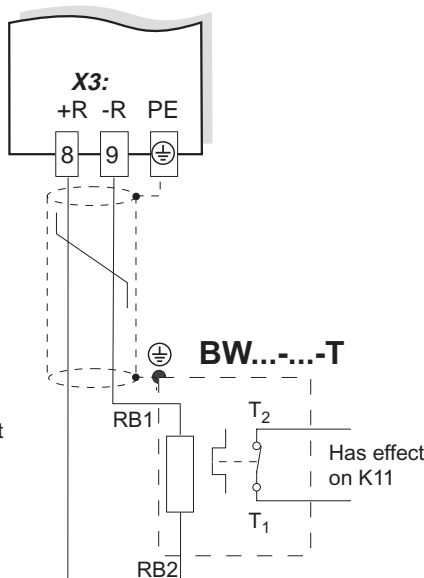 X3:
+R -R PE
8 9
BW...-...-T
RB1
T2
t
Has effect
on K11
T1
RB2